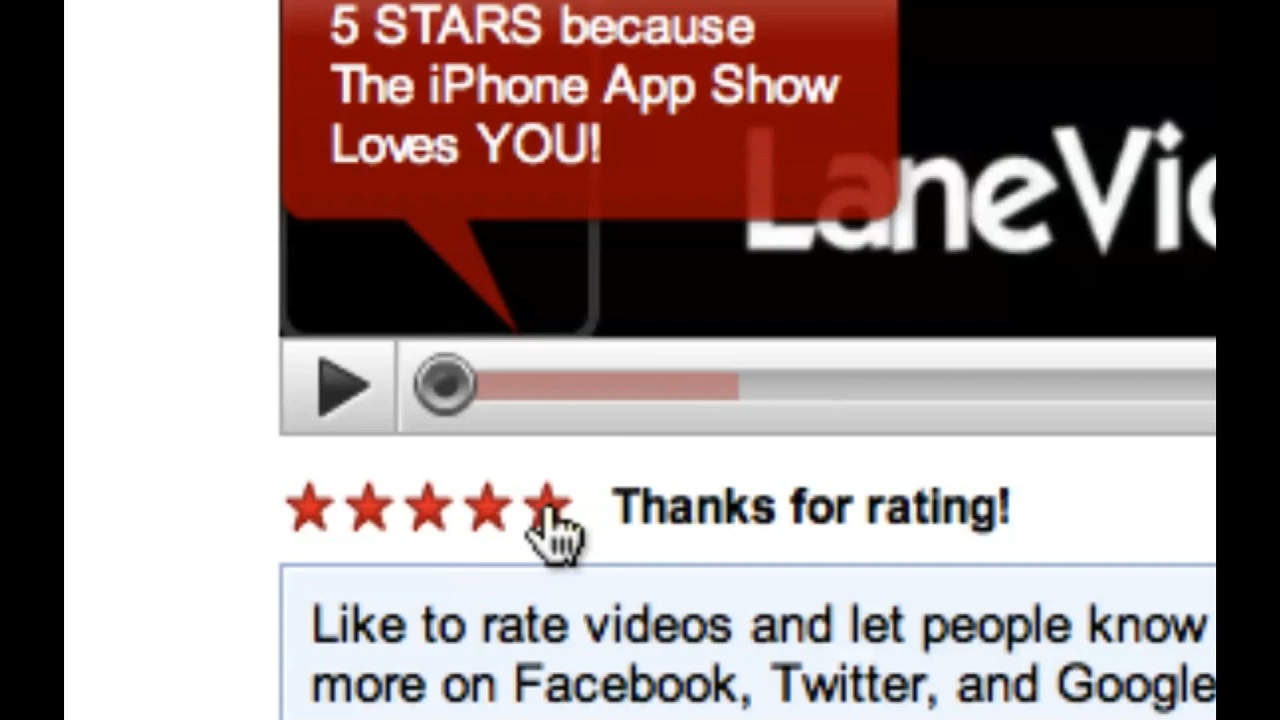 5 STARS because
The iPhone App Show
Loves YOU!
LaneVi
Thanks for rating!
Like to rate videos and let people know
more on Facebook, Twitter, and Google